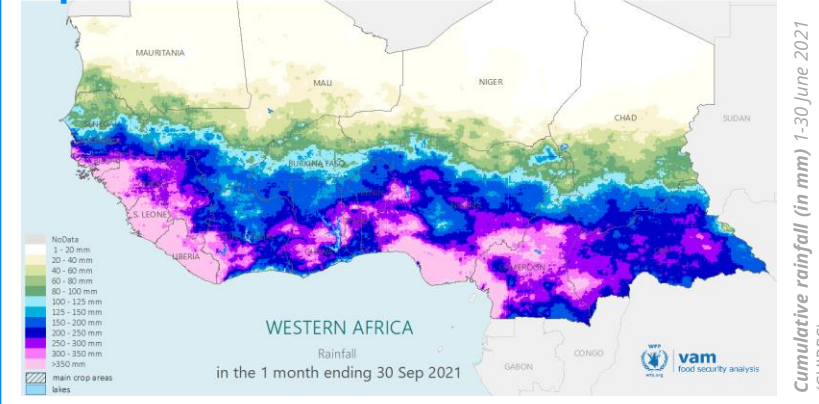 MAURITANIA
MALI
NIGER
CHAD
SUDAN
BURKINA FASO
S. LEONE
LIBERIA
NoData
1 - 20 mm
20 - 40 mm
40 - 60 mm
60 - 80 mm
80 - 100 mm
100 - 125 mm
125 - 150 mm
150 - 200 mm
200 - 250 mm
250 - 300 mm
300 - 350 mm
>350 mm
main crop areas
lakes
WESTERN AFRICA
Rainfall
in the 1 month ending 30 Sep 2021
GABON
CONGO
WFP
wfp.org
vam
food security analysis
Cumulative rainfall (in mm) 1-30 June 2021